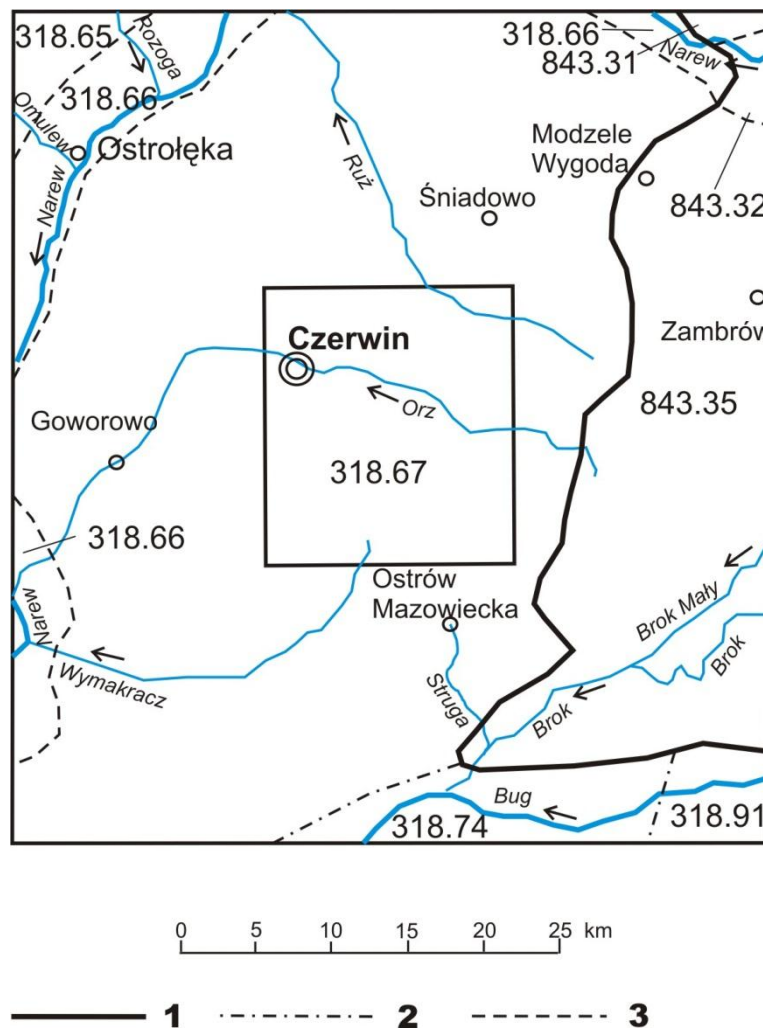 318.65
Rozoga
318.66
843.31
Narew
318.66
Omulew
Ostrołęka
Modzele
Wygoda
Ruż
Śniadowo
843.32
Narew
Zambrów
Czerwin
Orz
843.35
Goworowo
318.67
318.66
Ostrów
Mazowiecka
Brok Mały
Narew
Brok
Wymakracz
Struga
Brok
Bug
318.74
318.91
0 5 10 15 20 25 km
1 2 3